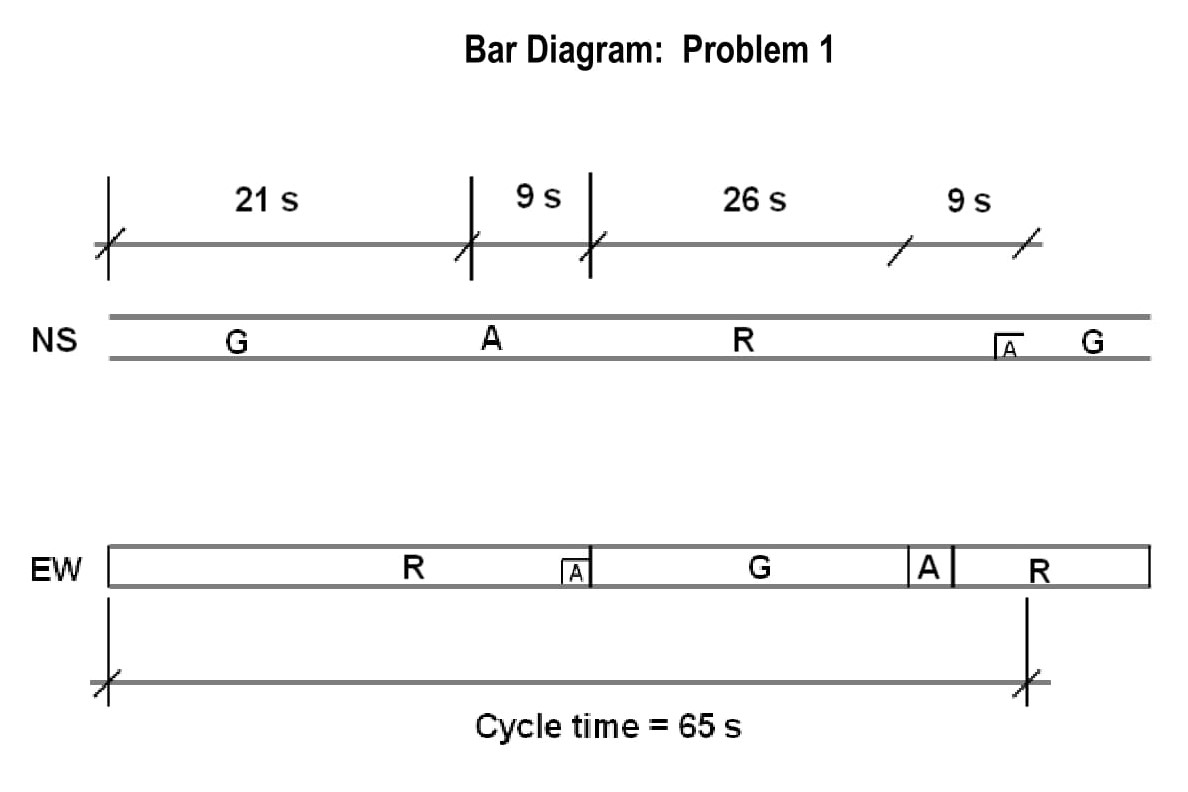 Bar Diagram: Problem 1
21 s 9 s 26 s 9 s
NS G A R A G
EW R A G A R
Cycle time = 65 s